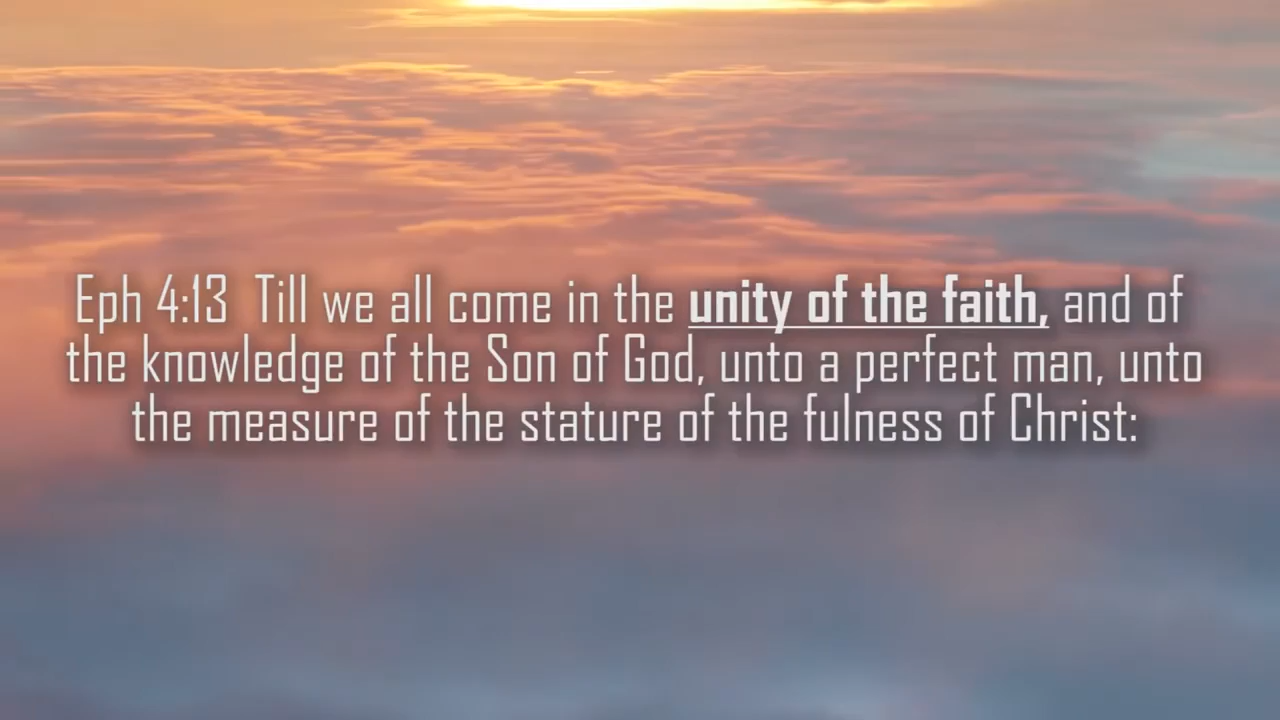 Eph 4:13  Till we all come in the unity of the faith, and of
the knowledge of the Son of God, unto a perfect man, unto
the measure of the stature of the fulness of Christ: